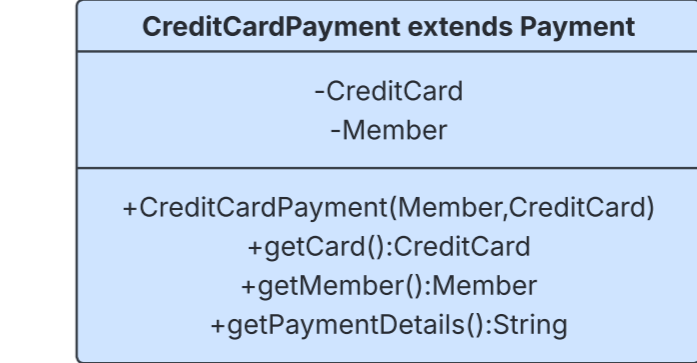 CreditCardPayment extends Payment
-CreditCard
-Member
+CreditCardPayment(Member,CreditCard)
+getCard():CreditCard
+getMember():Member
+getPaymentDetails():String